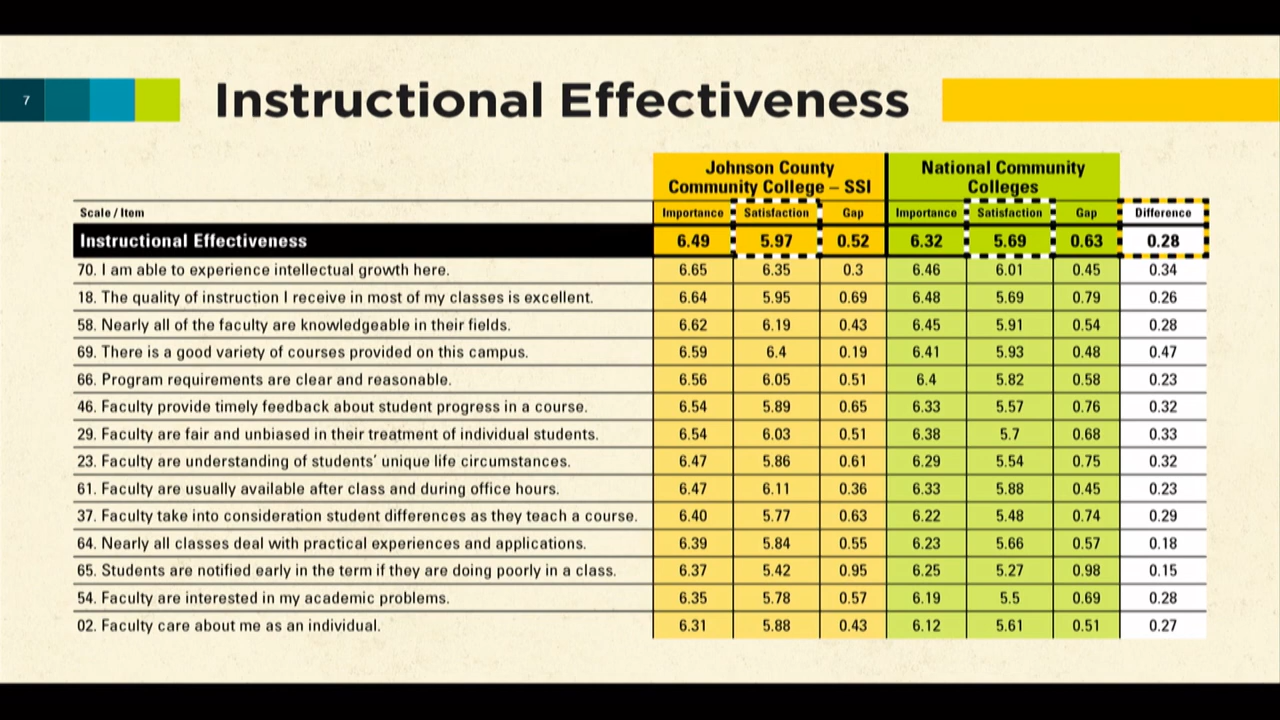 7
Instructional Effectiveness
Johnson County
Community College – SSI
National Community
Colleges
Scale / Item Importance Satisfaction Gap Importance Satisfaction Gap Difference
Instructional Effectiveness 6.49 5.97 0.52 6.32 5.69 0.63 0.28
70. I am able to experience intellectual growth here. 6.65 6.35 0.3 6.46 6.01 0.45 0.34
18. The quality of instruction I receive in most of my classes is excellent. 6.64 5.95 0.69 6.48 5.69 0.79 0.26
58. Nearly all of the faculty are knowledgeable in their fields. 6.62 6.19 0.43 6.45 5.91 0.54 0.28
69. There is a good variety of courses provided on this campus. 6.59 6.4 0.19 6.41 5.93 0.48 0.47
66. Program requirements are clear and reasonable. 6.56 6.05 0.51 6.4 5.82 0.58 0.23
46. Faculty provide timely feedback about student progress in a course. 6.54 5.89 0.65 6.33 5.57 0.76 0.32
29. Faculty are fair and unbiased in their treatment of individual students. 6.54 6.03 0.51 6.38 5.7 0.68 0.33
23. Faculty are understanding of students' unique life circumstances. 6.47 5.86 0.61 6.29 5.54 0.75 0.32
61. Faculty are usually available after class and during office hours. 6.47 6.11 0.36 6.33 5.88 0.45 0.23
37. Faculty take into consideration student differences as they teach a course. 6.40 5.77 0.63 6.22 5.48 0.74 0.29
64. Nearly all classes deal with practical experiences and applications. 6.39 5.84 0.55 6.23 5.66 0.57 0.18
65. Students are notified early in the term if they are doing poorly in a class. 6.37 5.42 0.95 6.25 5.27 0.98 0.15
54. Faculty are interested in my academic problems. 6.35 5.78 0.57 6.19 5.5 0.69 0.28
02. Faculty care about me as an individual. 6.31 5.88 0.43 6.12 5.61 0.51 0.27